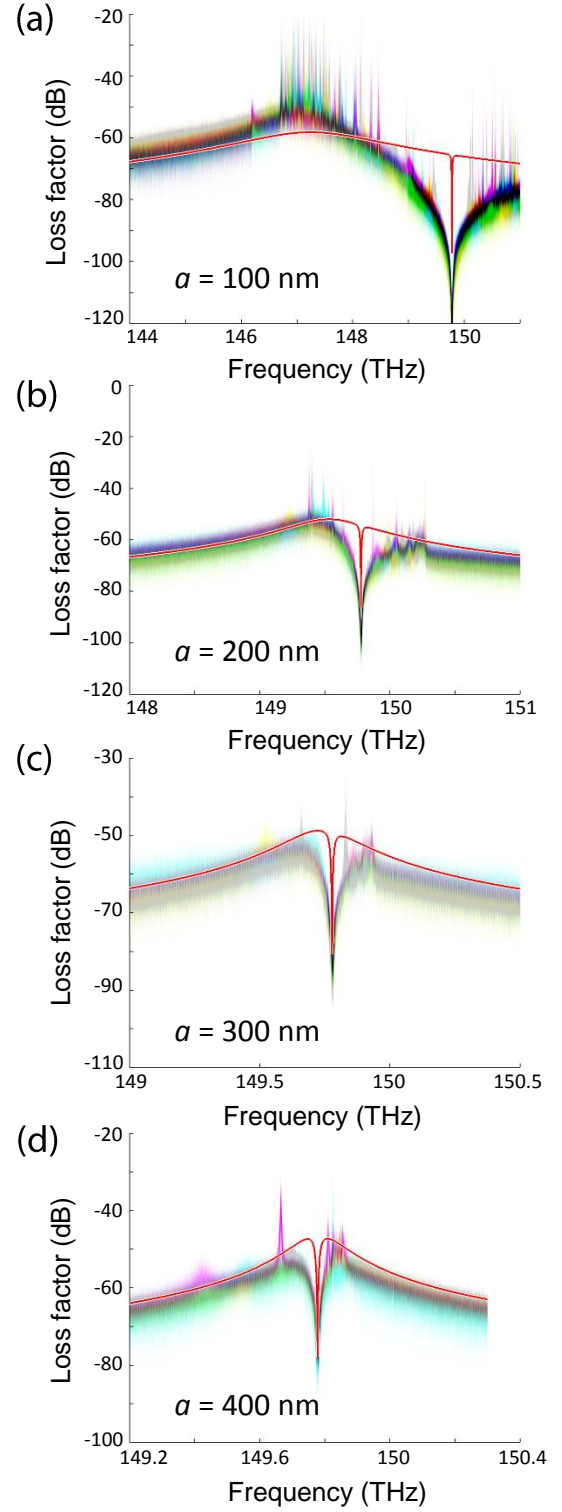 (a)
Loss factor (dB)
-20
-40
-60
-80
-100
-120
a = 100 nm
144 146 148 150
Frequency (THz)
(b)
Loss factor (dB)
0
-20
-40
-60
-80
-100
-120
a = 200 nm
148 149 150 151
Frequency (THz)
(c)
Loss factor (dB)
-30
-50
-70
-90
-110
a = 300 nm
149 149.5 150 150.5
Frequency (THz)
(d)
Loss factor (dB)
-20
-40
-60
-80
-100
a = 400 nm
149.2 149.6 150 150.4
Frequency (THz)